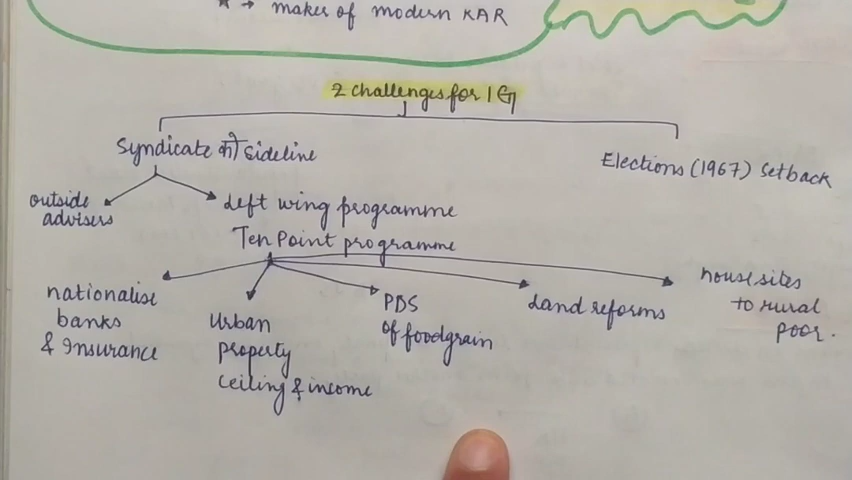 * → maker of modern KAR
2 challenges for IG
Syndicate को Sideline
Elections (1967) setback
outside
advisers
Left wing programme
Ten Point programme
nationalise
banks
& Insurance
Urban
property
ceiling & income
PDS
of foodgrain
Land reforms
house sites
to rural
poor.